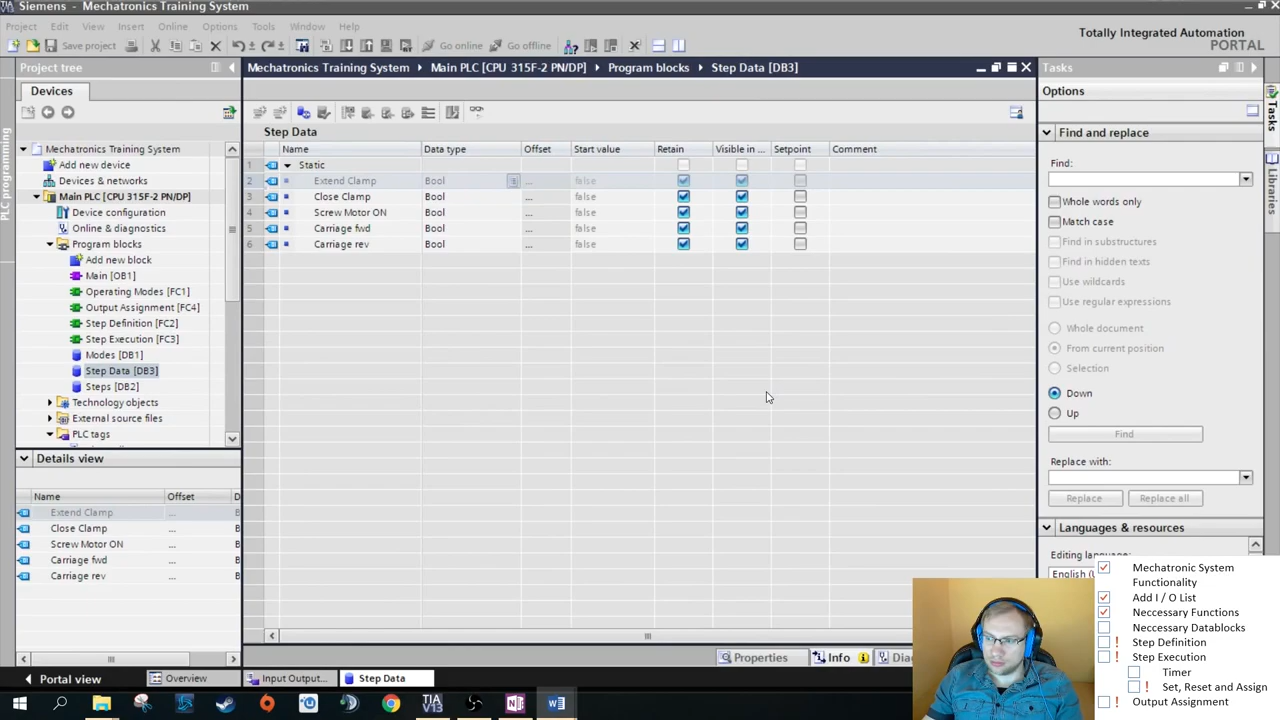 Siemens - Mechatronics Training System
Project Edit View Insert Online Options Tools Window Help
Totally Integrated Automation
PORTAL
Save project Go online Go offline
Project tree
Mechatronics Training System Main PLC [CPU 315F-2 PN/DP] Program blocks Step Data [DB3]
Tasks
Devices
Options
PLC programming
Tasks
Libraries
Step Data
Find and replace
Name Data type Offset Start value Retain Visible in ... Setpoint Comment
1 Static
2 Extend Clamp Bool ... false
3 Close Clamp Bool ... false
4 Screw Motor ON Bool ... false
5 Carriage fwd Bool ... false
6 Carriage rev Bool ... false
Mechatronics Training System
Add new device
Devices & networks
Main PLC [CPU 315F-2 PN/DP]
Device configuration
Online & diagnostics
Program blocks
Add new block
Main [OB1]
Operating Modes [FC1]
Output Assignment [FC4]
Step Definition [FC2]
Step Execution [FC3]
Modes [DB1]
Step Data [DB3]
Steps [DB2]
Technology objects
External source files
PLC tags
Find:
Whole words only
Match case
Find in substructures
Find in hidden texts
Use wildcards
Use regular expressions
Whole document
From current position
Selection
Down
Up
Find
Replace with:
Replace Replace all
Languages & resources
Editing language:
English (U
Details view
Name Offset D
Extend Clamp ... B
Close Clamp ... B
Screw Motor ON ... B
Carriage fwd ... B
Carriage rev ... B
Properties Info Dia
Portal view Overview Input Output... Step Data
Mechatronic System
Functionality
Add I / O List
Neccessary Functions
Neccessary Datablocks
! Step Definition
! Step Execution
Timer
! Set, Reset and Assign
! Output Assignment